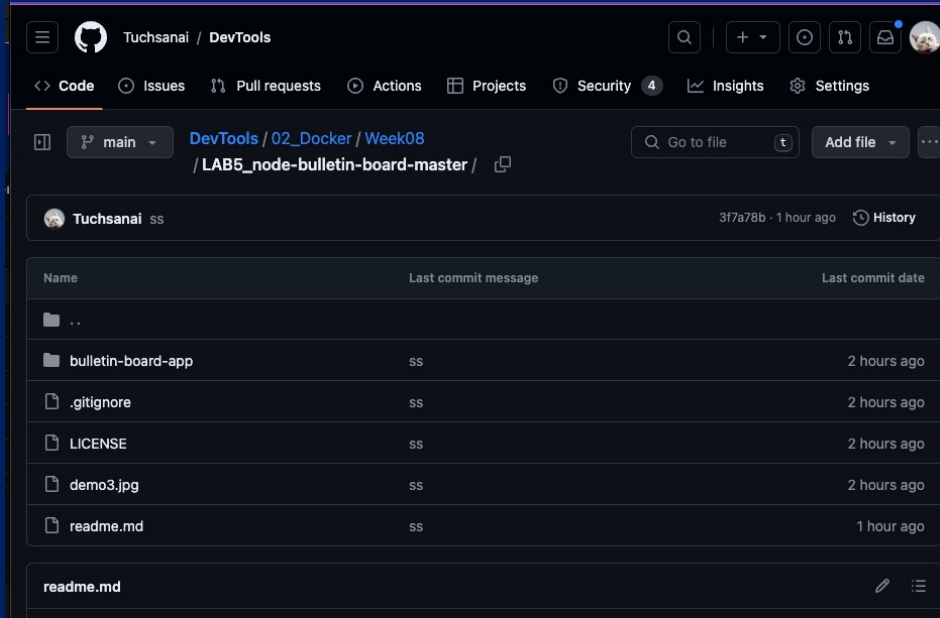 Tuchsanai / DevTools
Code Issues Pull requests Actions Projects Security 4 Insights Settings
main
DevTools / 02_Docker / Week08
/ LAB5_node-bulletin-board-master /
Go to file t
Add file
Tuchsanai ss 3f7a78b · 1 hour ago History
Name Last commit message Last commit date
..
bulletin-board-app ss 2 hours ago
.gitignore ss 2 hours ago
LICENSE ss 2 hours ago
demo3.jpg ss 2 hours ago
readme.md ss 1 hour ago
readme.md